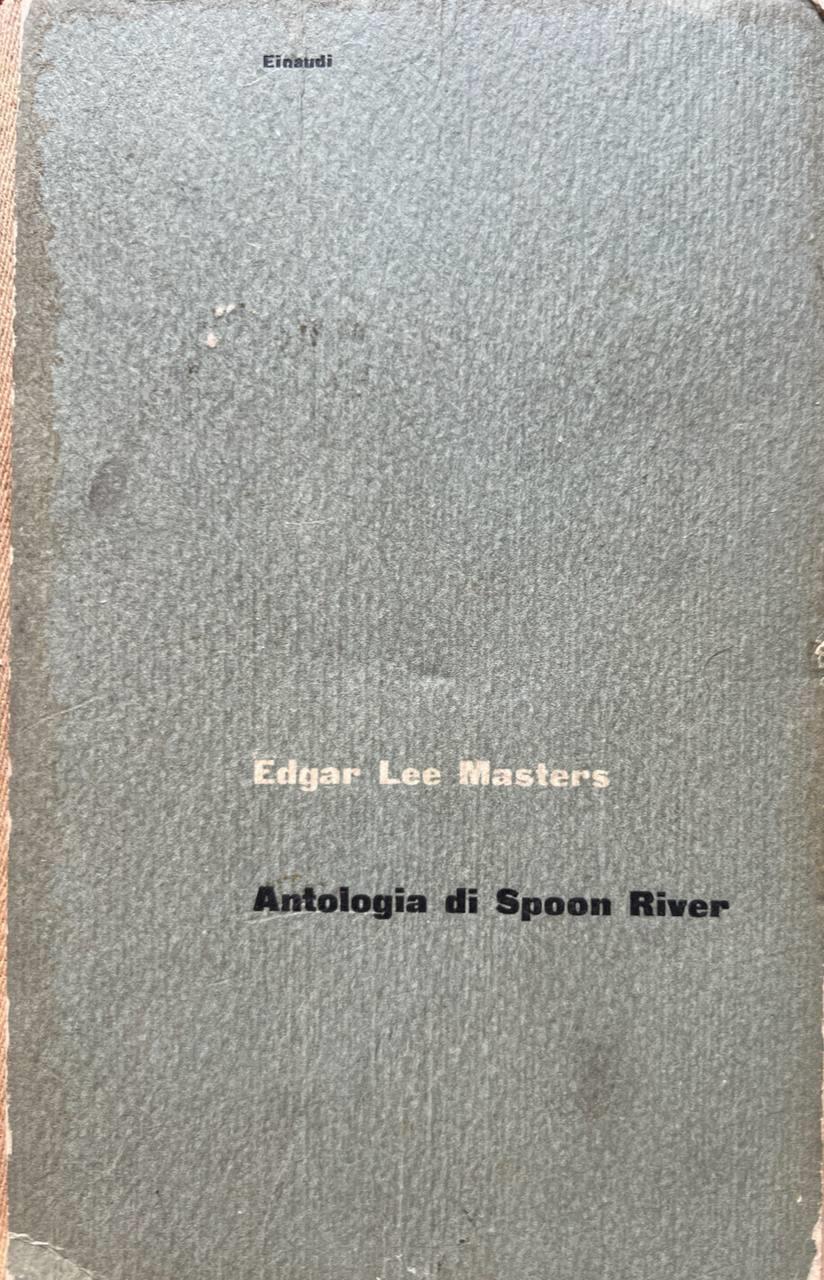 Einaudi
Edgar Lee Masters
Antologia di Spoon River